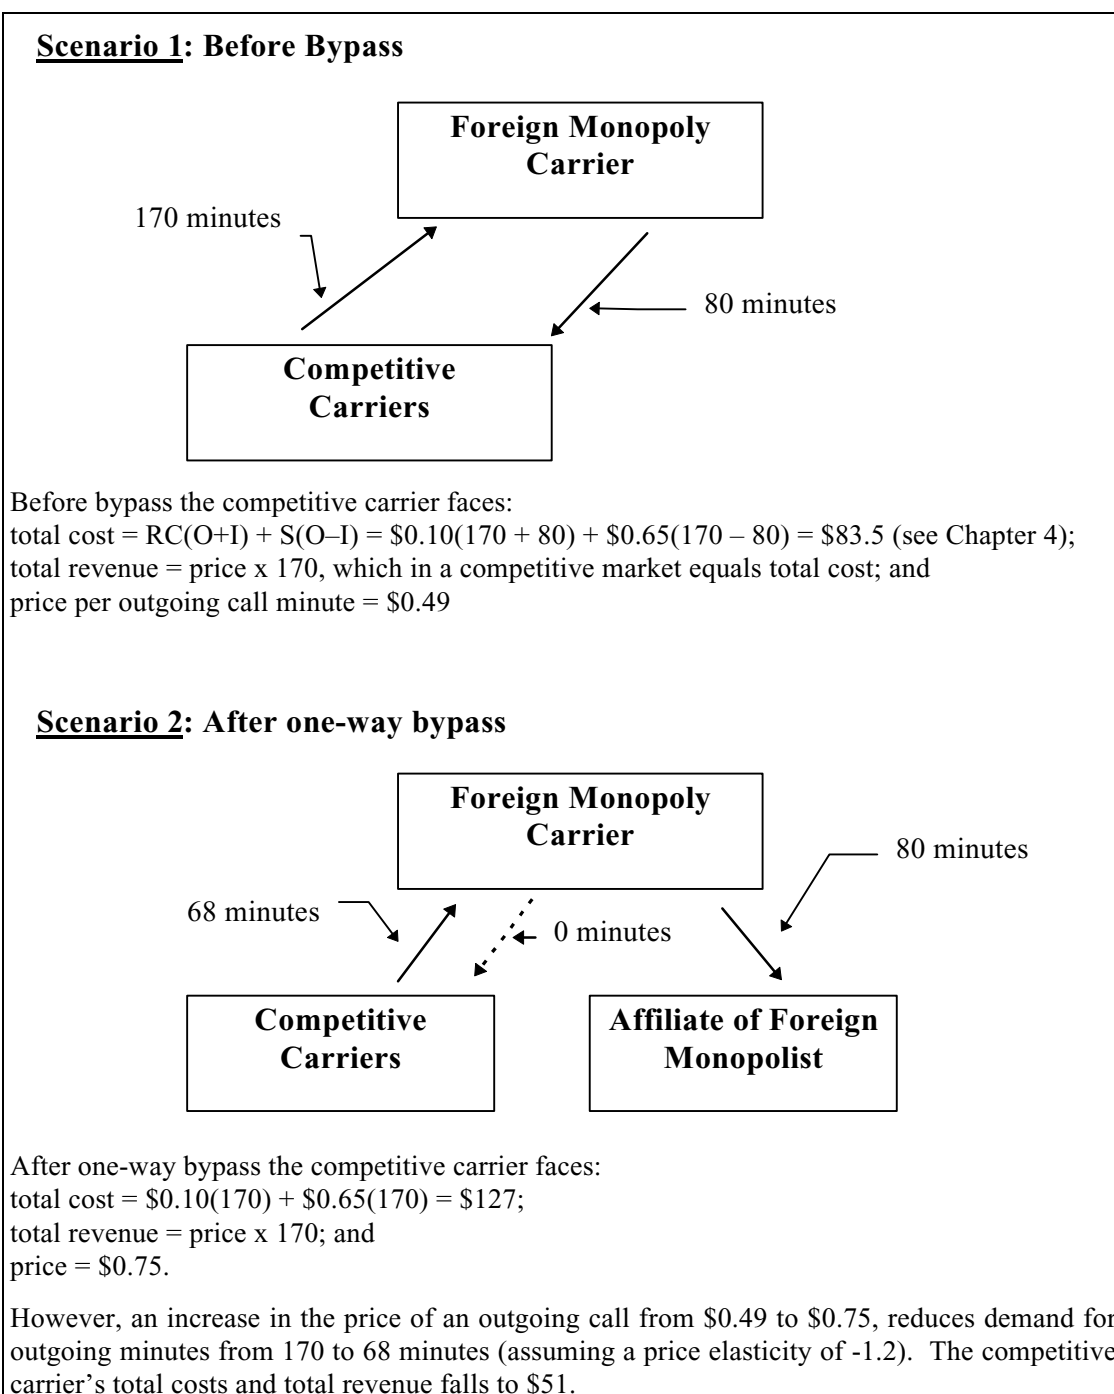 Scenario 1: Before Bypass
Foreign Monopoly
Carrier
170 minutes
80 minutes
Competitive
Carriers
Before bypass the competitive carrier faces:
total cost = RC(O+I) + S(O–I) = $0.10(170 + 80) + $0.65(170 – 80) = $83.5 (see Chapter 4);
total revenue = price x 170, which in a competitive market equals total cost; and
price per outgoing call minute = $0.49
Scenario 2: After one-way bypass
Foreign Monopoly
Carrier
80 minutes
68 minutes
0 minutes
Competitive
Carriers
Affiliate of Foreign
Monopolist
After one-way bypass the competitive carrier faces:
total cost = $0.10(170) + $0.65(170) = $127;
total revenue = price x 170; and
price = $0.75.
However, an increase in the price of an outgoing call from $0.49 to $0.75, reduces demand for
outgoing minutes from 170 to 68 minutes (assuming a price elasticity of -1.2). The competitive
carrier's total costs and total revenue falls to $51.